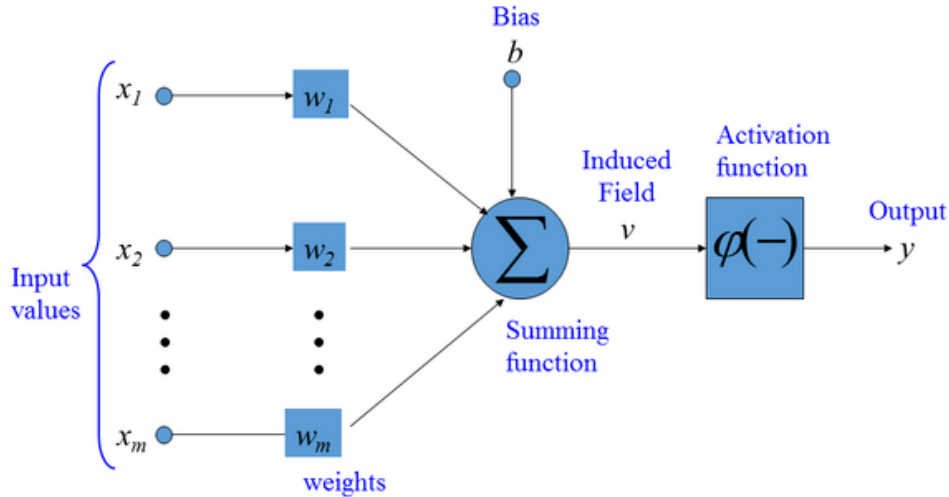 Bias
b
x₁
w₁
Induced
Field
v
Activation
function
Output
x₂
w₂
∑
φ(−)
y
Input
values
Summing
function
xₘ
wₘ
weights